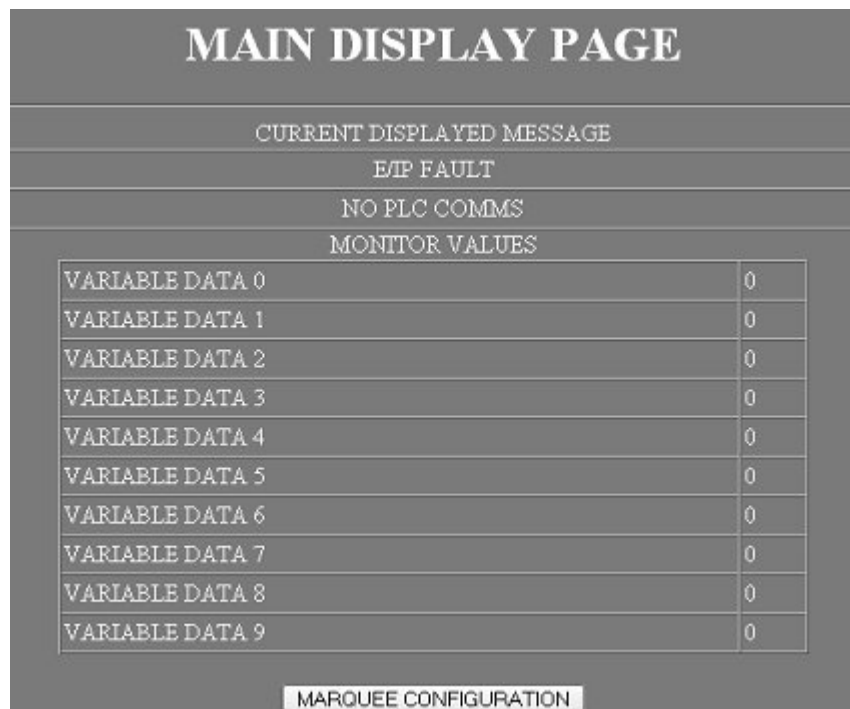 MAIN DISPLAY PAGE
CURRENT DISPLAYED MESSAGE
E/IP FAULT
NO PLC COMMS
MONITOR VALUES
VARIABLE DATA 0 0
VARIABLE DATA 1 0
VARIABLE DATA 2 0
VARIABLE DATA 3 0
VARIABLE DATA 4 0
VARIABLE DATA 5 0
VARIABLE DATA 6 0
VARIABLE DATA 7 0
VARIABLE DATA 8 0
VARIABLE DATA 9 0
MARQUEE CONFIGURATION